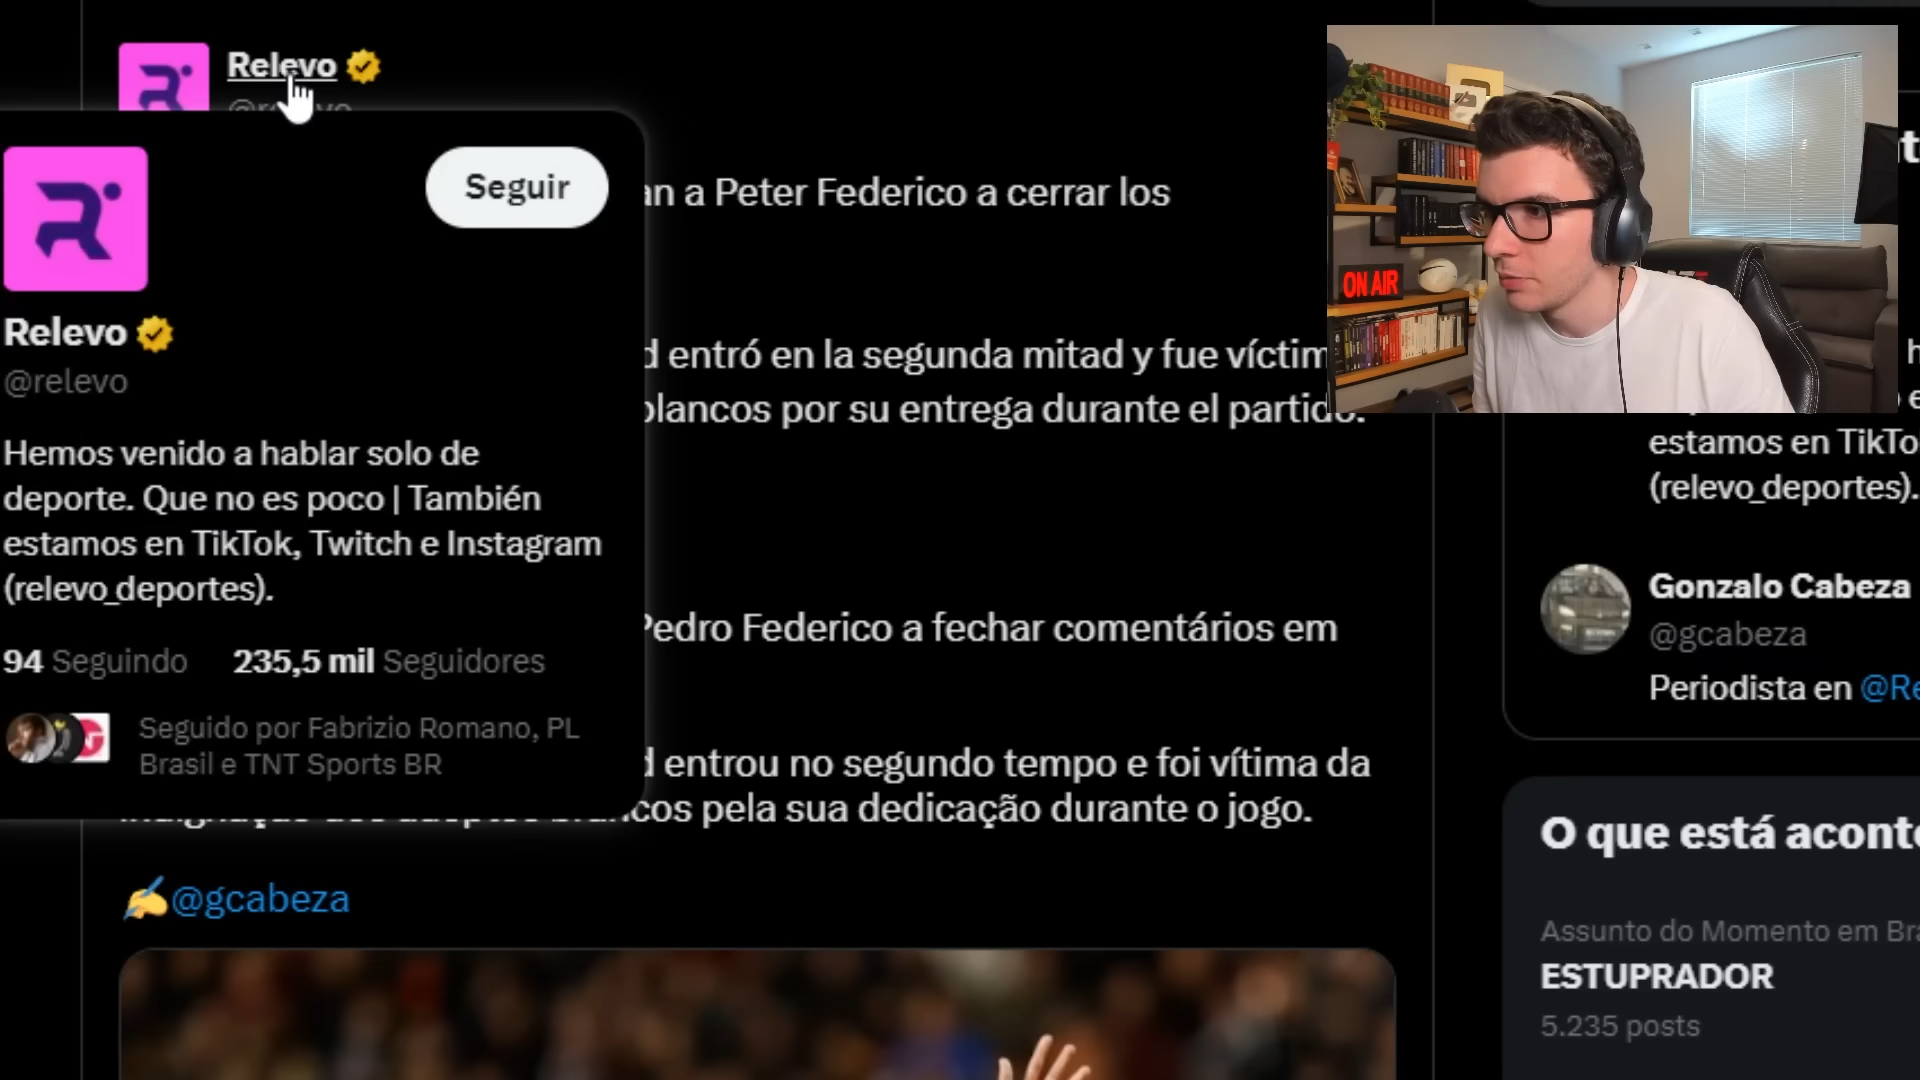 Relevo
@relevo
Seguir
an a Peter Federico a cerrar los
Relevo
@relevo
d entró en la segunda mitad y fue víctim
blancos por su entrega durante el partido.
Hemos venido a hablar solo de
deporte. Que no es poco | También
estamos en TikTok, Twitch e Instagram
(relevo_deportes).
94 Seguindo 235,5 mil Seguidores
Seguido por Fabrizio Romano, PL
Brasil e TNT Sports BR
Pedro Federico a fechar comentários em
d entrou no segundo tempo e foi vítima da
cos pela sua dedicação durante o jogo.
✍️@gcabeza
ON AIR
estamos en TikTo
(relevo_deportes).
Gonzalo Cabeza
@gcabeza
Periodista en @Re
O que está aconte
Assunto do Momento em Bra
ESTUPRADOR
5.235 posts